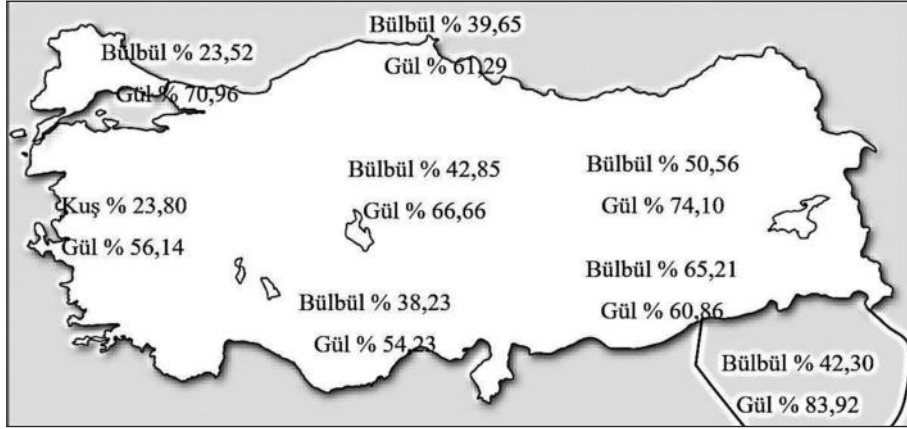 Bülbül % 39,65
Gül % 61,29
Bülbül % 23,52
Gül % 70,96
Bülbül % 42,85
Gül % 66,66
Bülbül % 50,56
Gül % 74,10
Kuş % 23,80
Gül % 56,14
Bülbül % 38,23
Gül % 54,23
Bülbül % 65,21
Gül % 60,86
Bülbül % 42,30
Gül % 83,92